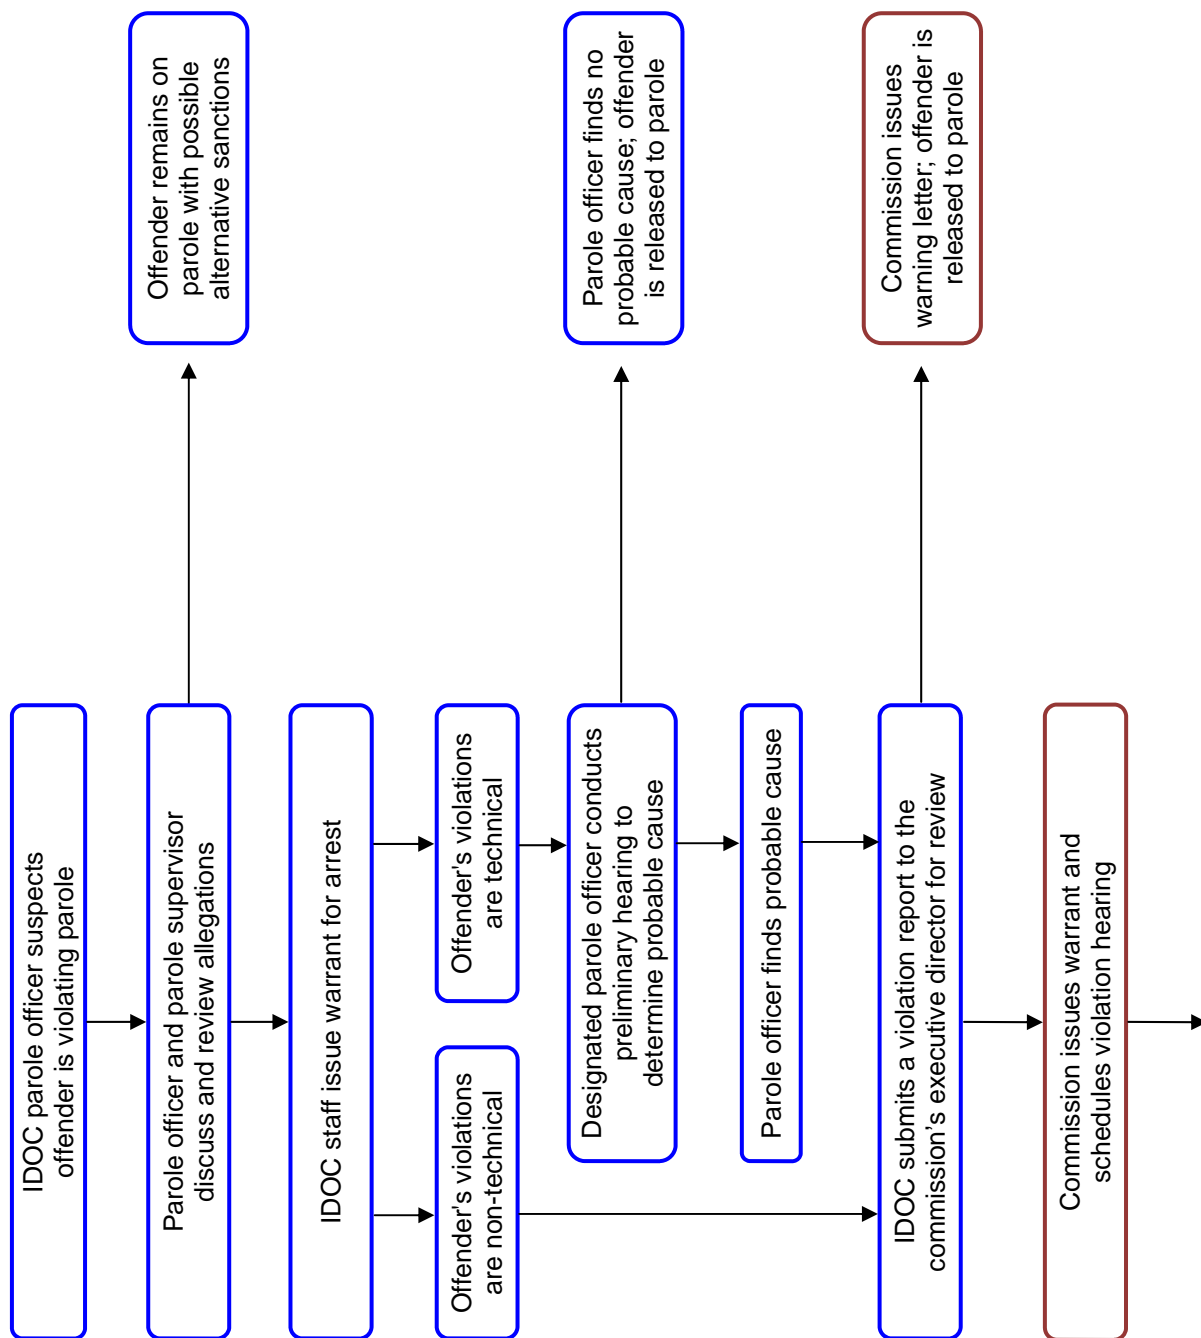 IDOC parole officer suspects
offender is violating parole
Parole officer and parole supervisor
discuss and review allegations
Offender remains on
parole with possible
alternative sanctions
IDOC staff issue warrant for arrest
Offender's violations
are non-technical
Offender's violations
are technical
Designated parole officer conducts
preliminary hearing to
determine probable cause
Parole officer finds no
probable cause; offender
is released to parole
Parole officer finds probable cause
IDOC submits a violation report to the
commission’s executive director for review
Commission issues
warning letter; offender is
released to parole
Commission issues warrant and
schedules violation hearing